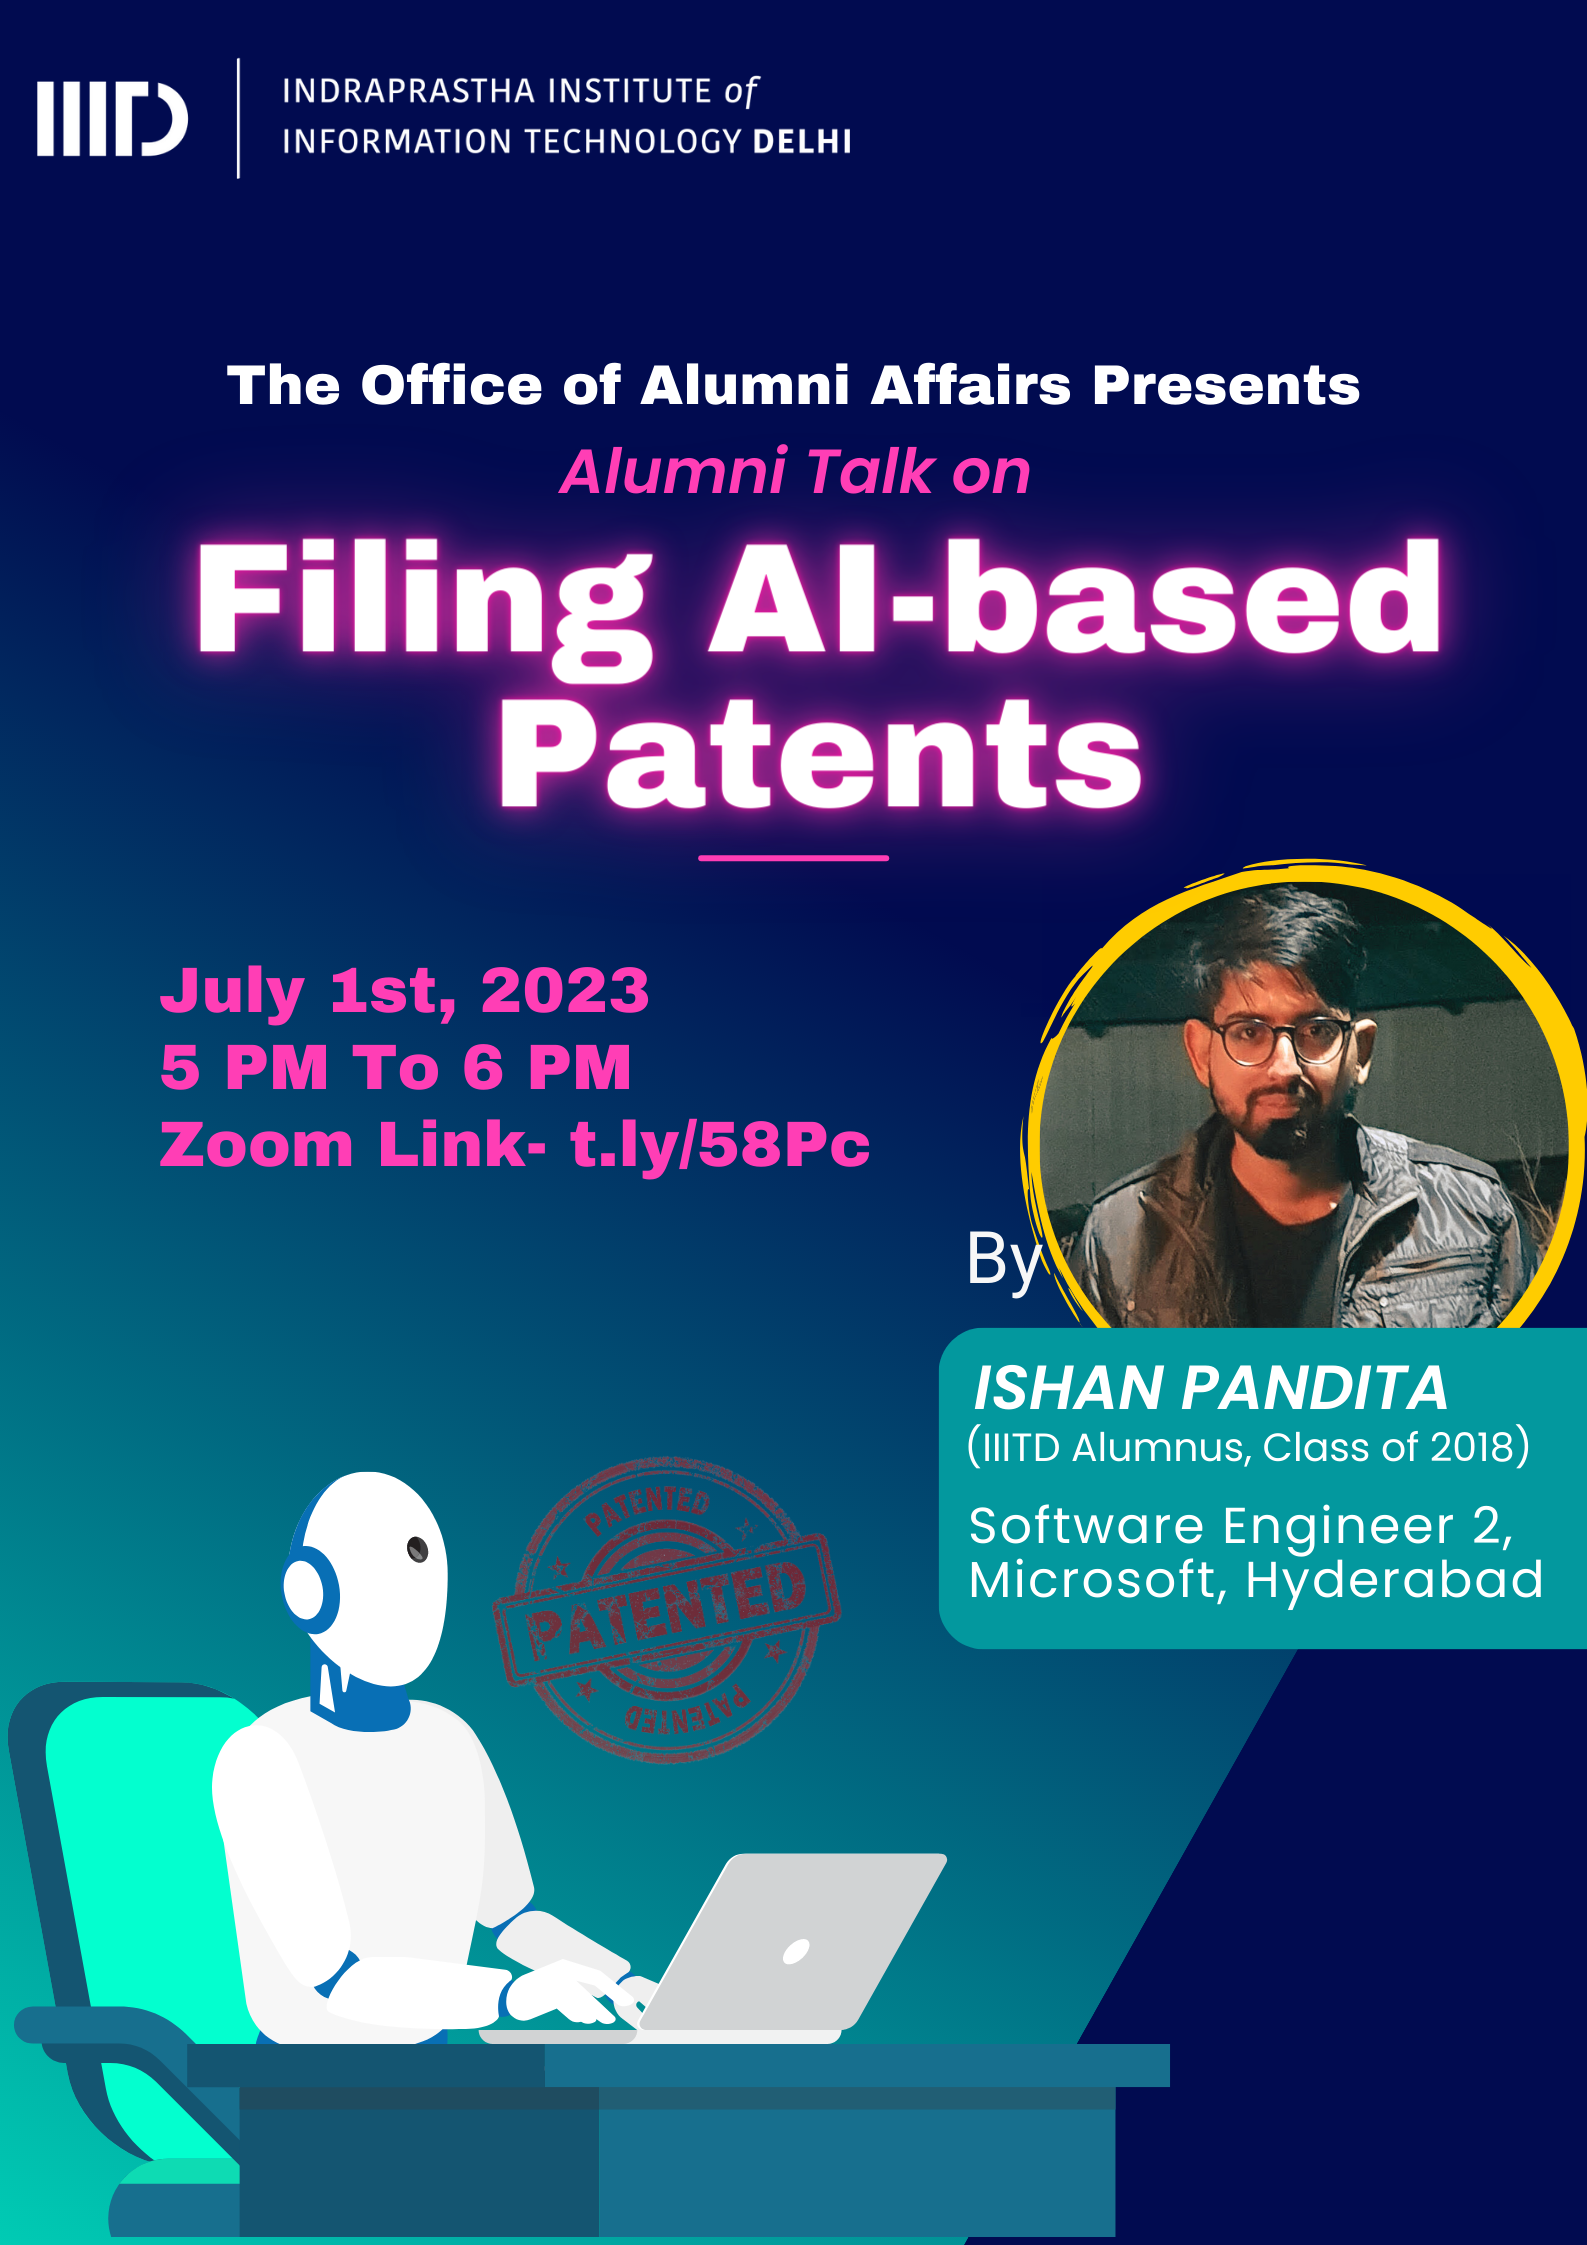 IIITD
INDRAPRASTHA INSTITUTE of
INFORMATION TECHNOLOGY DELHI
The Office of Alumni Affairs Presents
Alumni Talk on
Filing AI-based
Patents
July 1st, 2023
5 PM To 6 PM
Zoom Link- t.ly/58Pc
By
ISHAN PANDITA
(IIITD Alumnus, Class of 2018)
Software Engineer 2,
Microsoft, Hyderabad
PATENTED
PATENTED
PATENTED